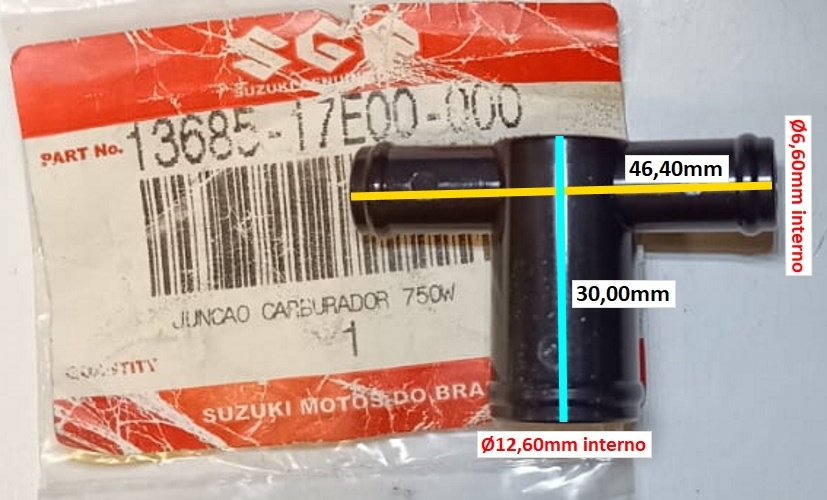 SUZUKI GENUINE
PART No. 13685-17E00-000
JUNCAO CARBURADOR 750W
1
QUANTITY
SUZUKI MOTOS DO BRA
46,40mm
30,00mm
Ø6,60mm interno
Ø12,60mm interno